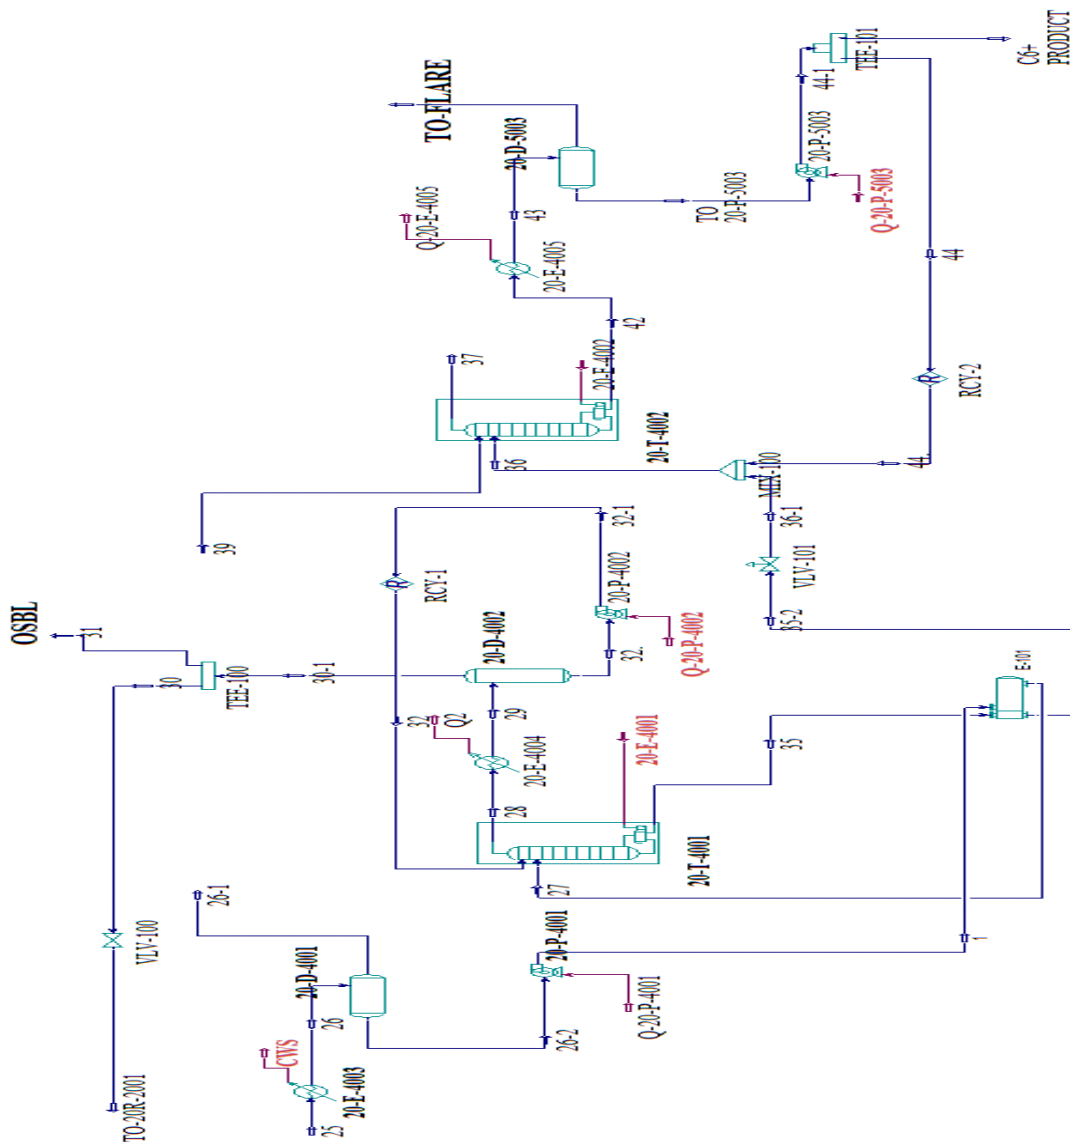 OSBL
31
30
TEE-100
30-1
39
TO-FLARE
20-D-5003
Q-20-E-4005
43
20-E-4005
42
37
20-E-4002
20-T-4002
36
MIX-100
44-1
TEE-101
C6+
PRODUCT
20-P-5003
Q-20-P-5003
TO
20-P-5003
44
RCY-2
44.
36-1
VLV-101
35-2
E-101
32-1
RCY-1
20-P-4002
Q-20-P-4002
32.
20-D-4002
29
Q2
32
20-E-4004
28
20-E-4001
20-T-4001
35
27
1
26-1
VLV-100
TO-20R-2001
20-D-4001
26
CWS
20-E-4003
25
20-P-4001
26-2
Q-20-P-4001